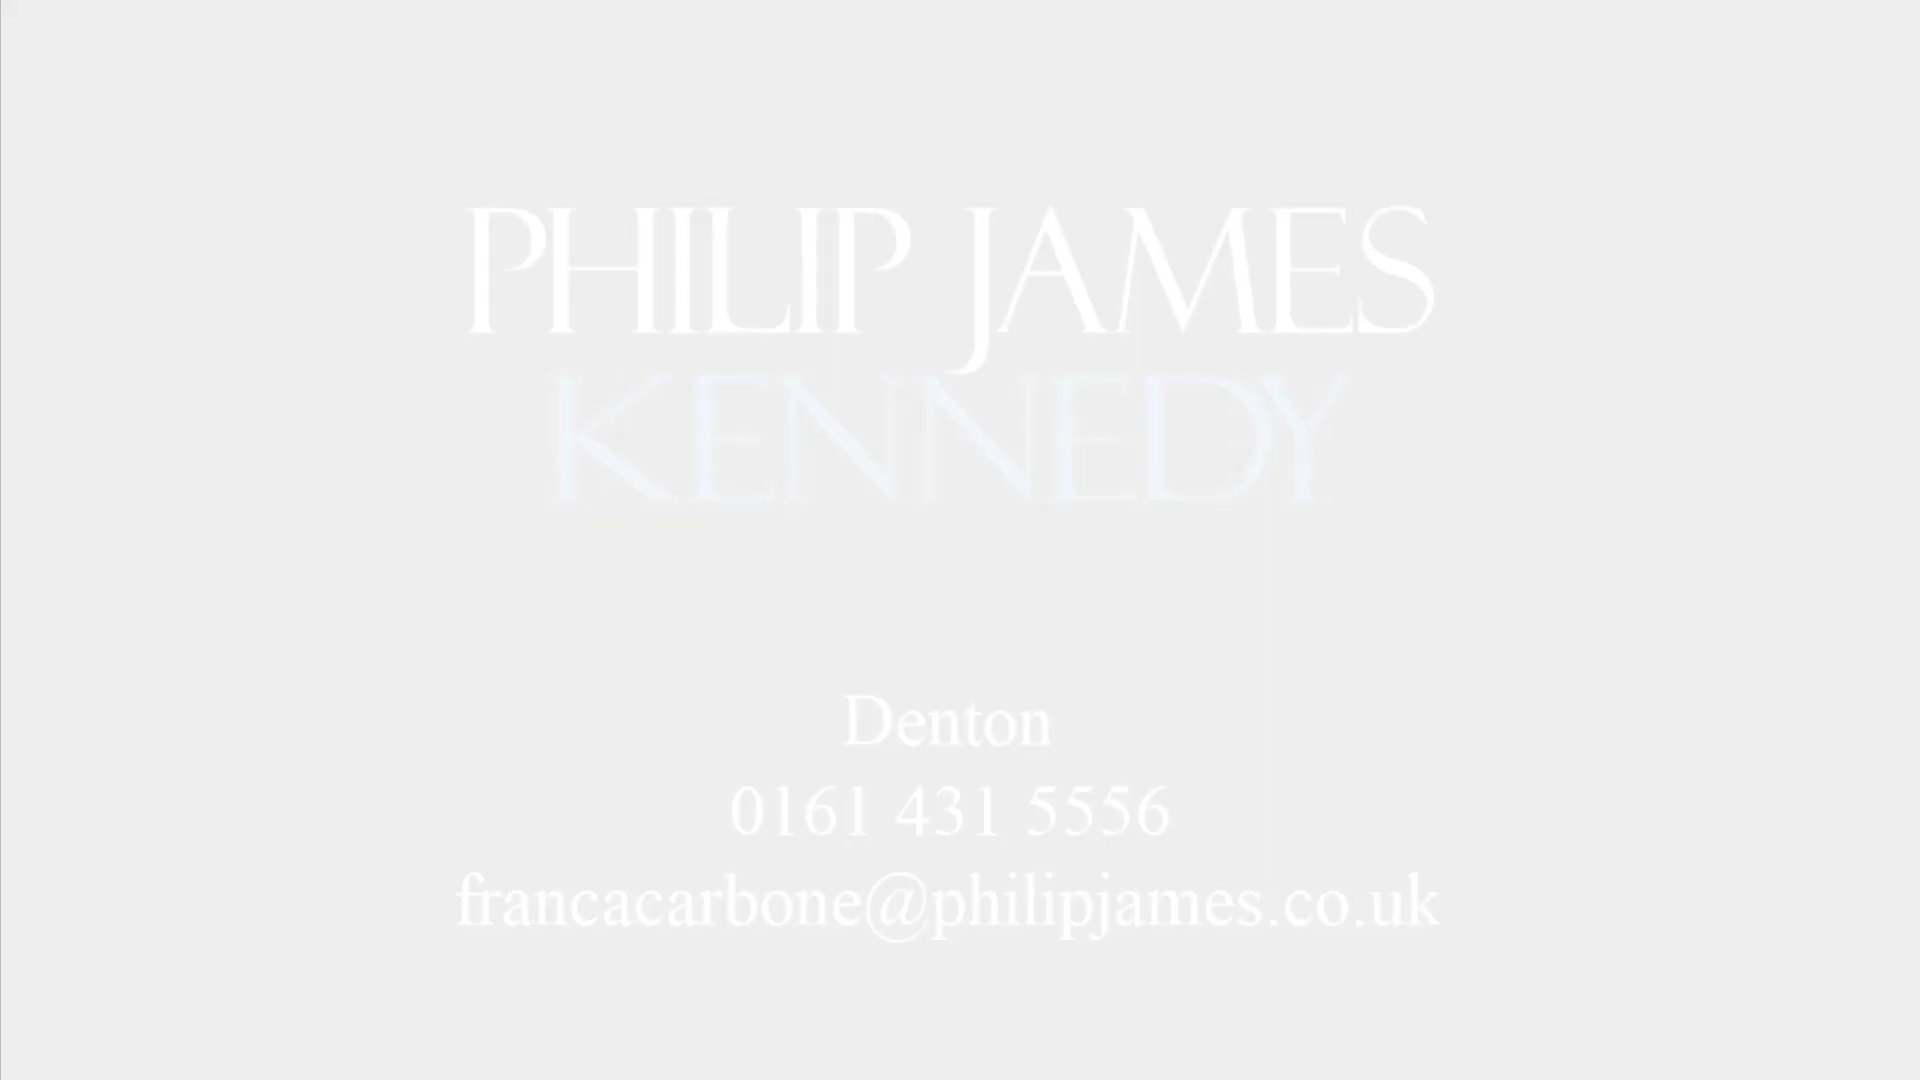 PHILIP JAMES
KENNEDY
Denton
0161 431 5556
francacarbone@philipjames.co.uk